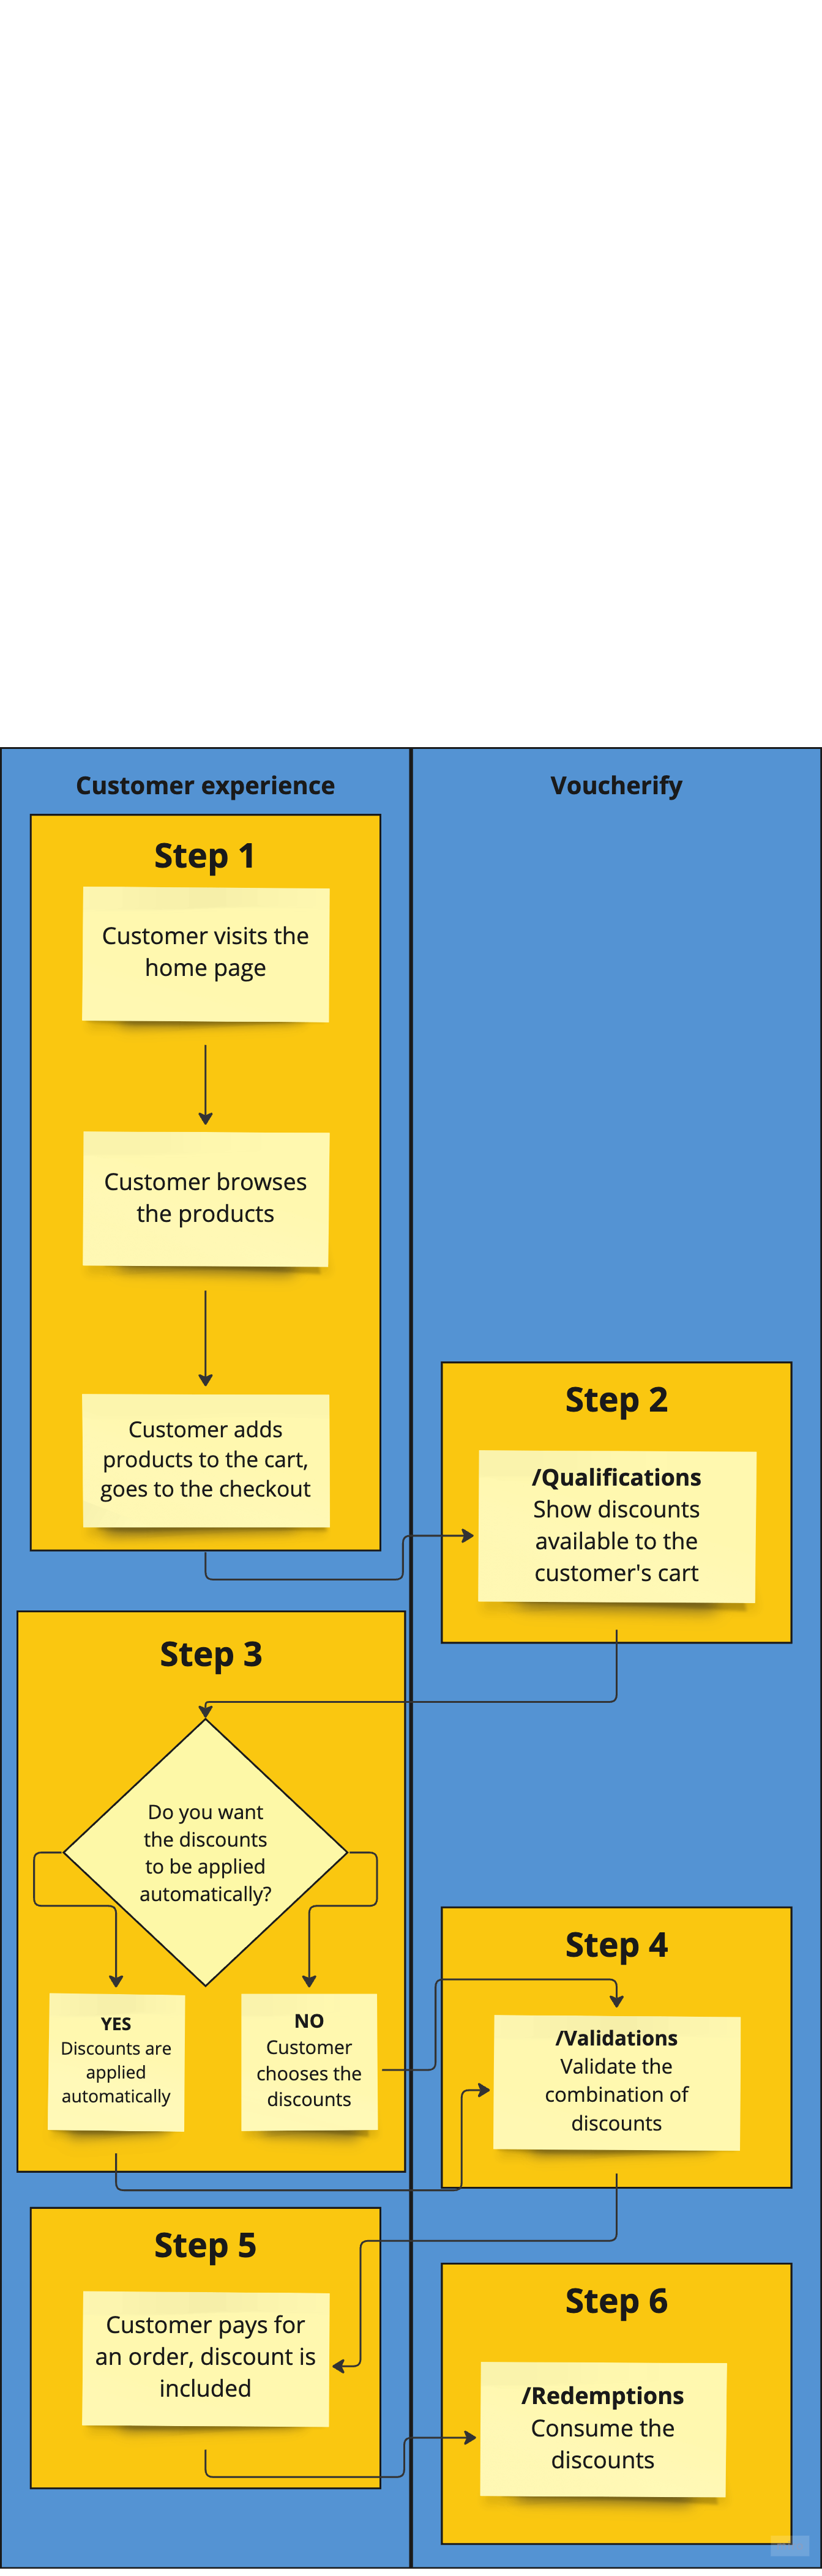 Customer experience
Voucherify
Step 1
Customer visits the
home page
Customer browses
the products
Customer adds
products to the cart,
goes to the checkout
Step 2
/Qualifications
Show discounts
available to the
customer's cart
Step 3
Do you want
the discounts
to be applied
automatically?
YES
Discounts are
applied
automatically
NO
Customer
chooses the
discounts
Step 4
/Validations
Validate the
combination of
discounts
Step 5
Customer pays for
an order, discount is
included
Step 6
/Redemptions
Consume the
discounts